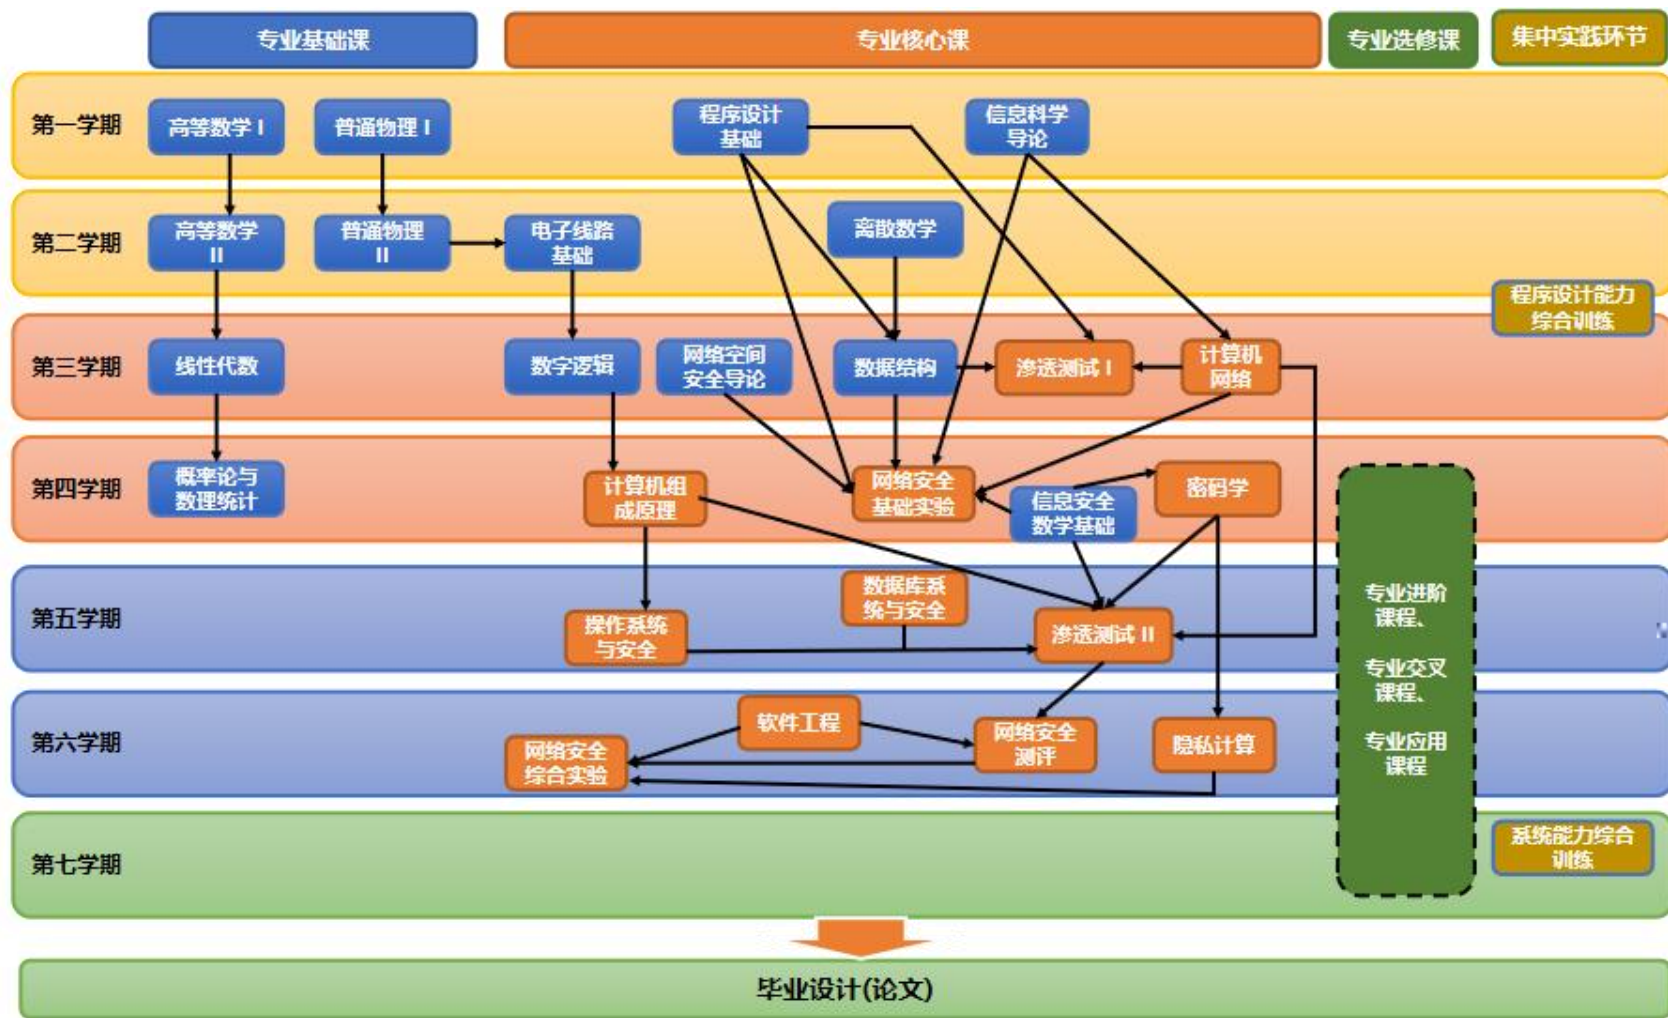 专业基础课
专业核心课
专业选修课
集中实践环节
第一学期
高等数学 I
普通物理 I
程序设计
基础
信息科学
导论
第二学期
高等数学
II
普通物理
II
电子线路
基础
离散数学
程序设计能力
综合训练
第三学期
线性代数
数字逻辑
网络空间
安全导论
数据结构
渗透测试 I
计算机
网络
第四学期
概率论与
数理统计
计算机组
成原理
网络安全
基础实验
信息安全
数学基础
密码学
第五学期
操作系统
与安全
数据库系
统与安全
渗透测试 II
专业进阶
课程、
专业交叉
课程、
专业应用
课程
第六学期
网络安全
综合实验
软件工程
网络安全
测评
隐私计算
第七学期
系统能力综合
训练
毕业设计(论文)